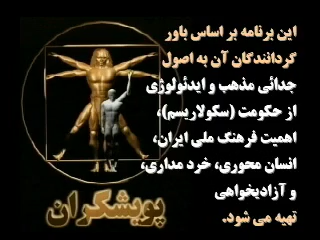 این برنامه بر اساس باور
گردانندگان آن به اصول
جدائی مذهب و ایدئولوژی
از حکومت (سکولاریسم)،
اهمیت فرهنگ ملی ایران،
انسان محوری، خرد مداری،
و آزادیخواهی
تهیه می شود.
پویشگران